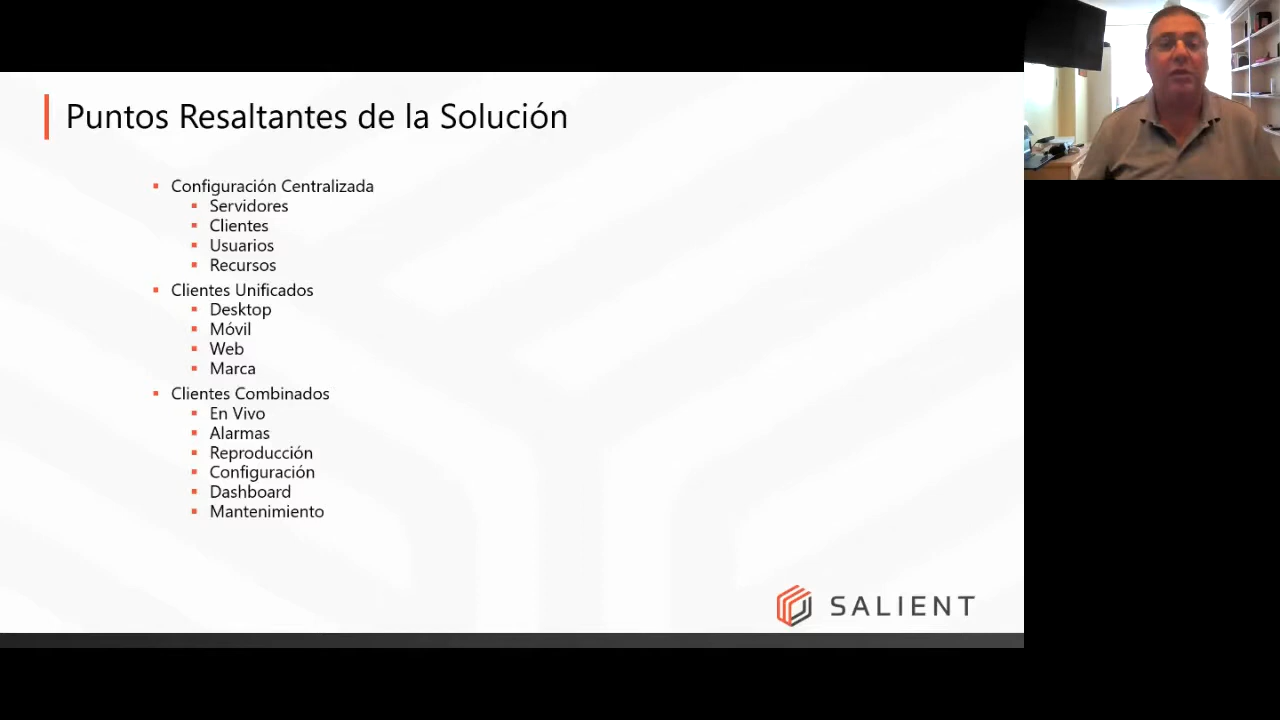 Puntos Resaltantes de la Solución
Configuración Centralizada
Servidores
Clientes
Usuarios
Recursos
Clientes Unificados
Desktop
Móvil
Web
Marca
Clientes Combinados
En Vivo
Alarmas
Reproducción
Configuración
Dashboard
Mantenimiento
SALIENT